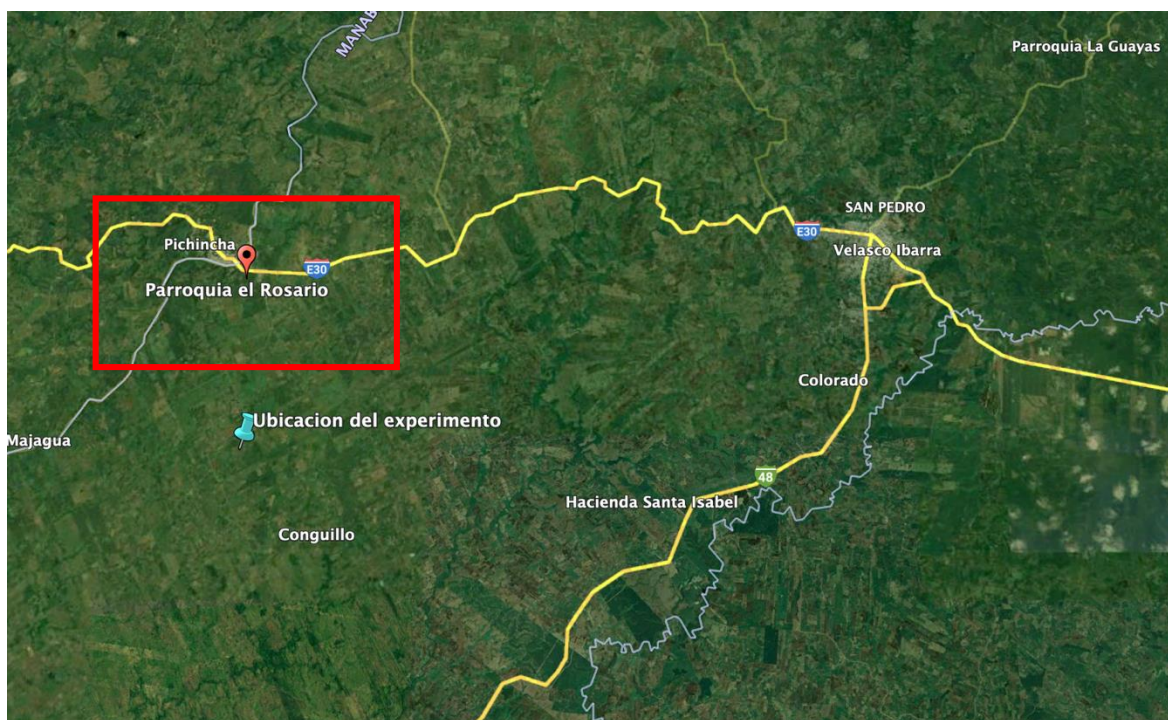 MANAB
Parroquia La Guayas
SAN PEDRO
E30
Velasco Ibarra
Pichincha
E30
Parroquia el Rosario
Colorado
Ubicacion del experimento
Majagua
48
Hacienda Santa Isabel
Conguillo